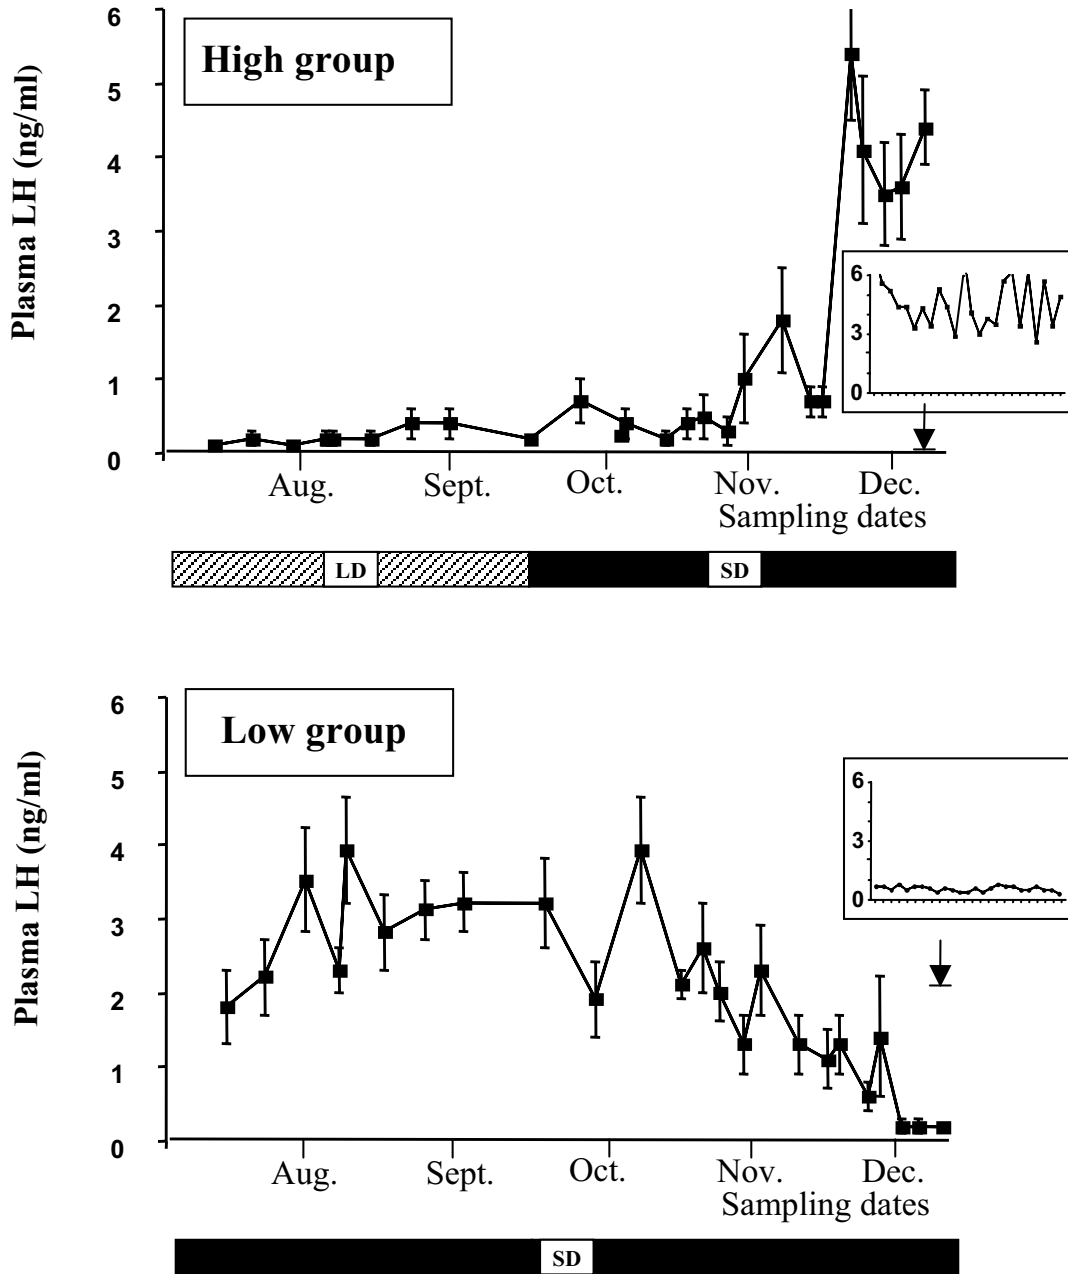 High group
Plasma LH (ng/ml)
6
5
4
3
2
1
0
6
3
0
Aug. Sept. Oct. Nov. Dec.
Sampling dates
LD SD
Low group
Plasma LH (ng/ml)
6
5
4
3
2
1
0
6
3
0
Aug. Sept. Oct. Nov. Dec.
Sampling dates
SD